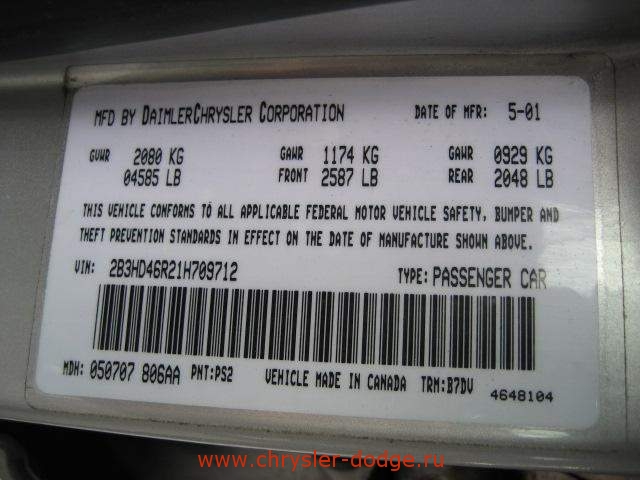 MFD BY DAIMLERCHRYSLER CORPORATION DATE OF MFR: 5-01
GVWR 2080 KG GAWR 1174 KG GAWR 0929 KG
04585 LB FRONT 2587 LB REAR 2048 LB
THIS VEHICLE CONFORMS TO ALL APPLICABLE FEDERAL MOTOR VEHICLE SAFETY, BUMPER AND
THEFT PREVENTION STANDARDS IN EFFECT ON THE DATE OF MANUFACTURE SHOWN ABOVE.
VIN: 2B3HD46R21H709712 TYPE: PASSENGER CAR
MDH: 050707 806AA PNT:PS2 VEHICLE MADE IN CANADA TRM:B7DV
4648104
www.chrysler-dodge.ru